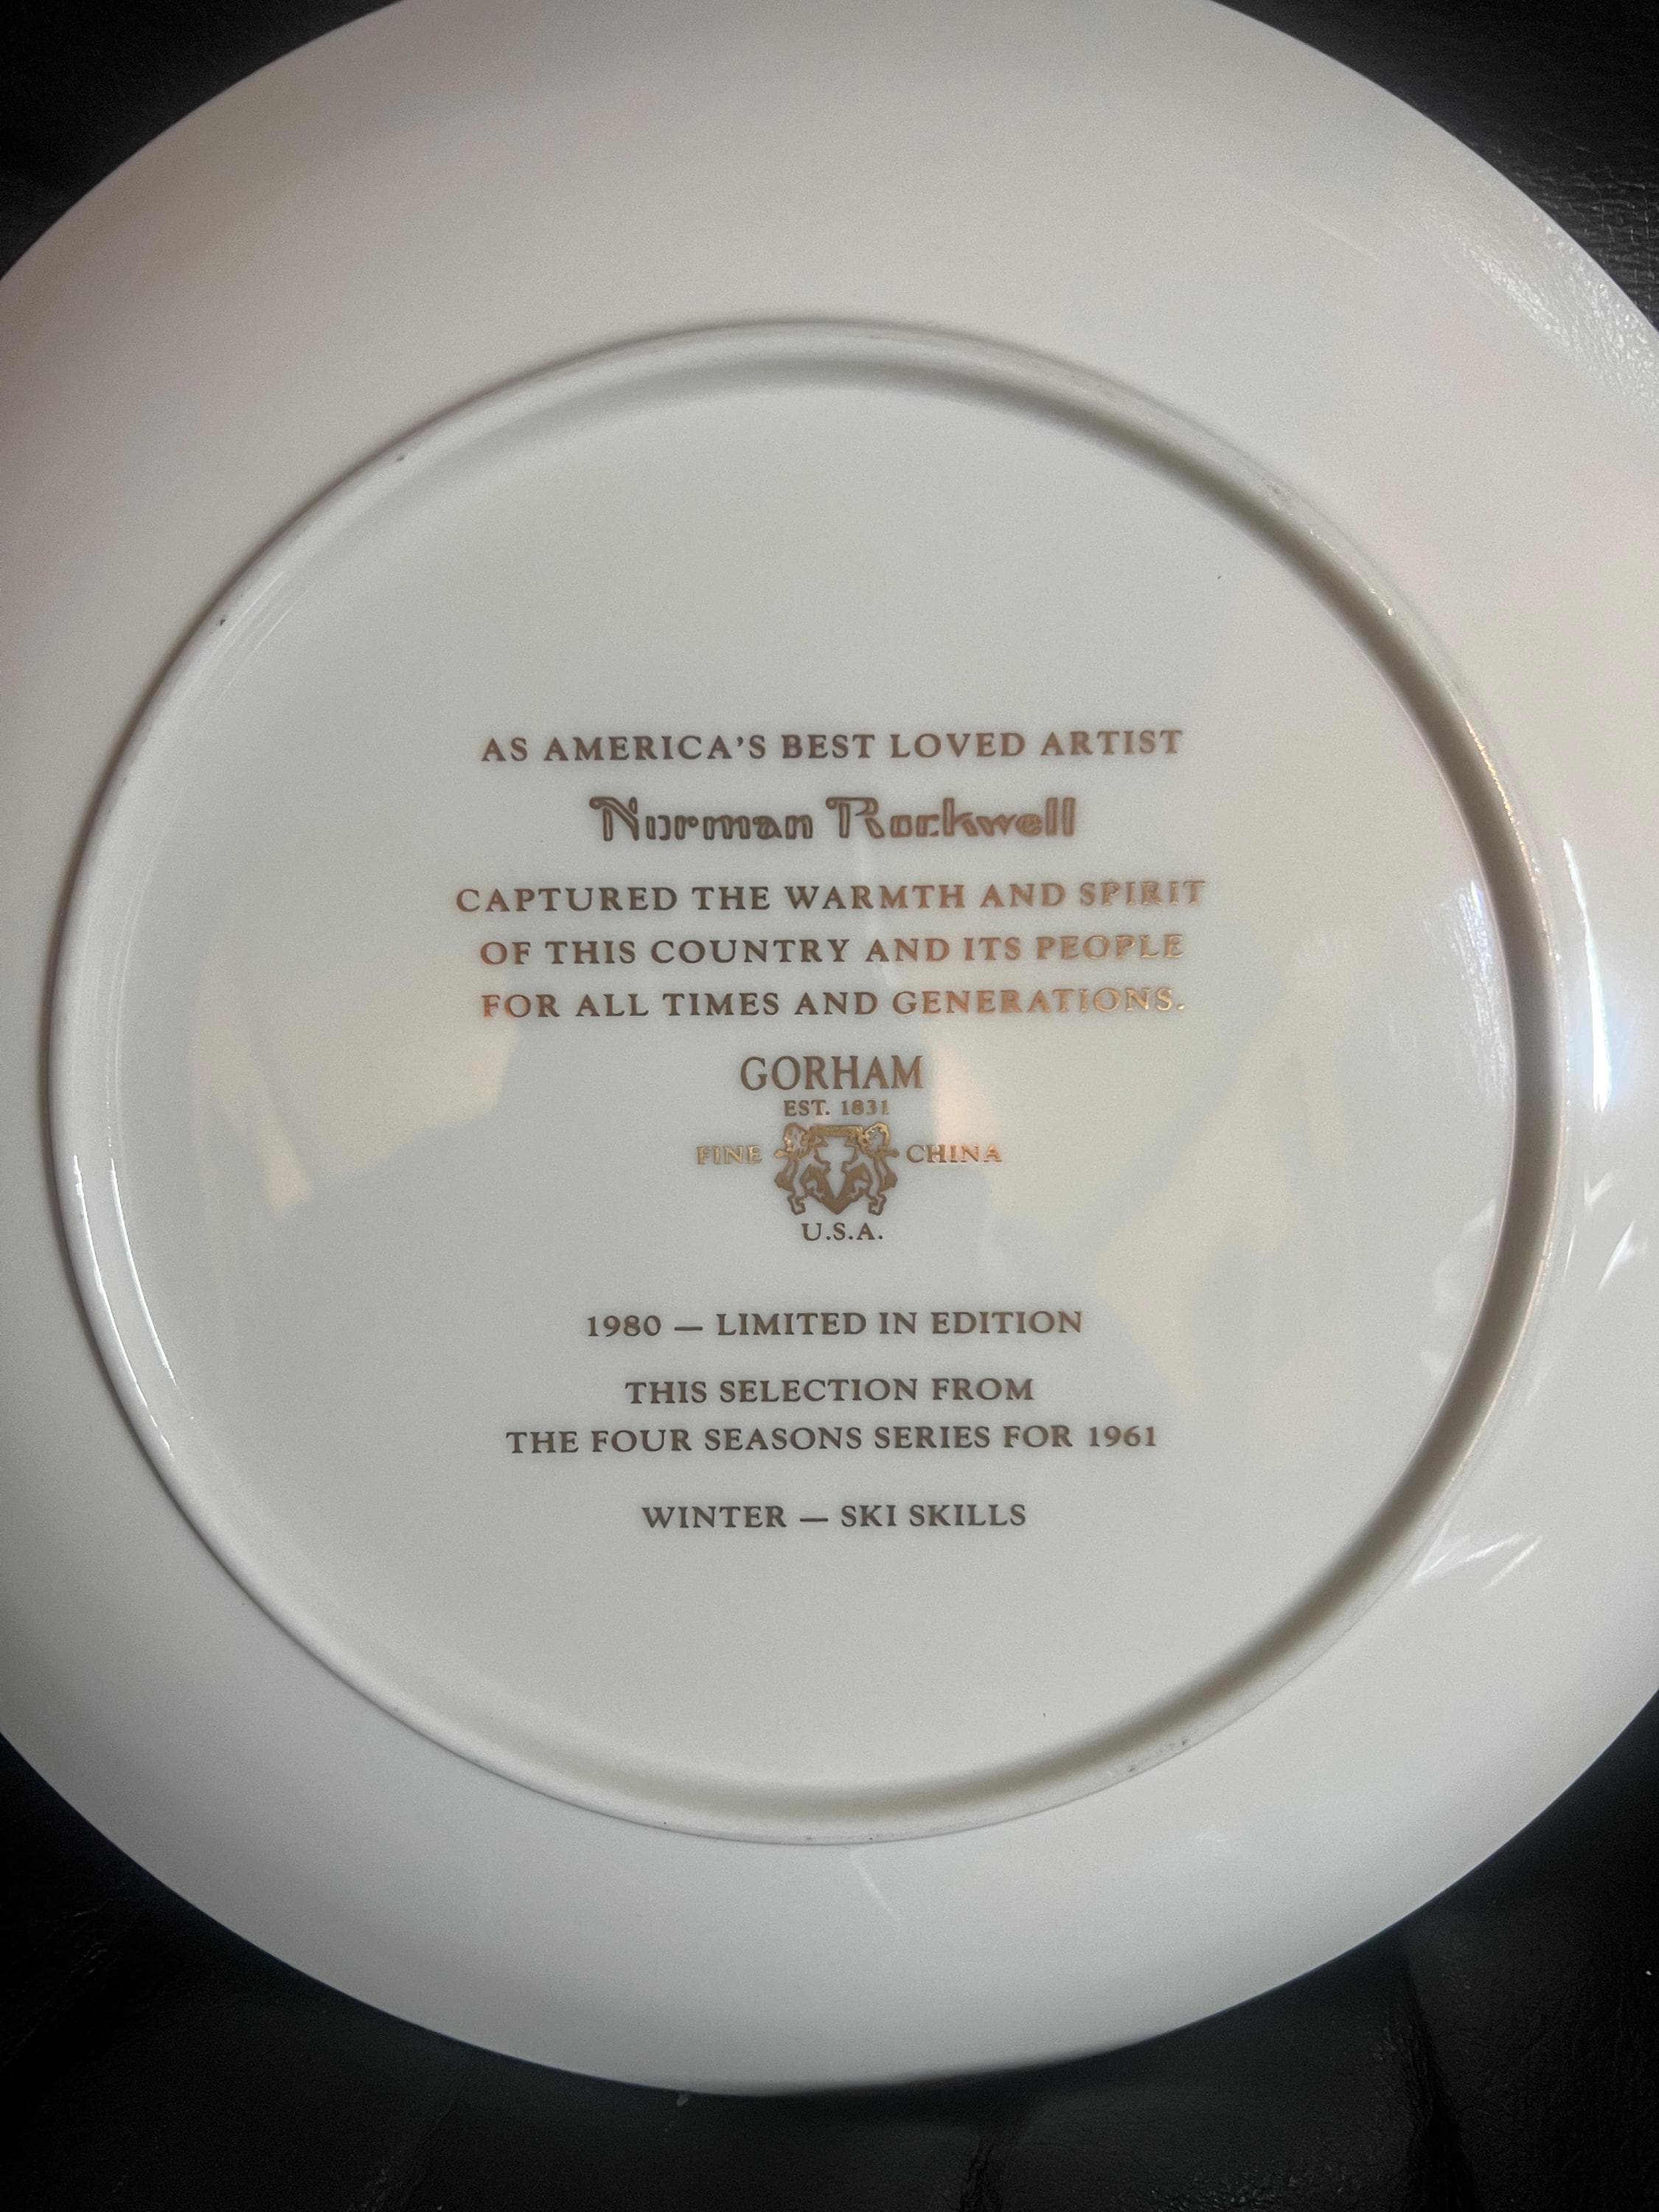 AS AMERICA'S BEST LOVED ARTIST
Norman Rockwell
CAPTURED THE WARMTH AND SPIRIT
OF THIS COUNTRY AND ITS PEOPLE
FOR ALL TIMES AND GENERATIONS.
GORHAM
EST. 1831
FINE CHINA
U.S.A.
1980 — LIMITED IN EDITION
THIS SELECTION FROM
THE FOUR SEASONS SERIES FOR 1961
WINTER — SKI SKILLS